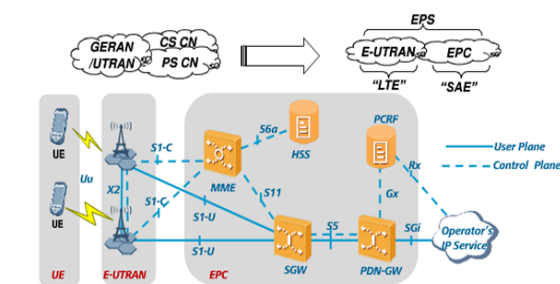 EPS
GERAN
/UTRAN
CS CN
PS CN
E-UTRAN
EPC
“LTE”
“SAE”
UE
Uu
UE
X2
S1-C
S1-C
S1-U
S1-U
MME
S6a
HSS
S11
SGW
S5
PCRF
Gx
Rx
PDN-GW
SGi
Operator's
IP Service
User Plane
Control Plane
UE
E-UTRAN
EPC